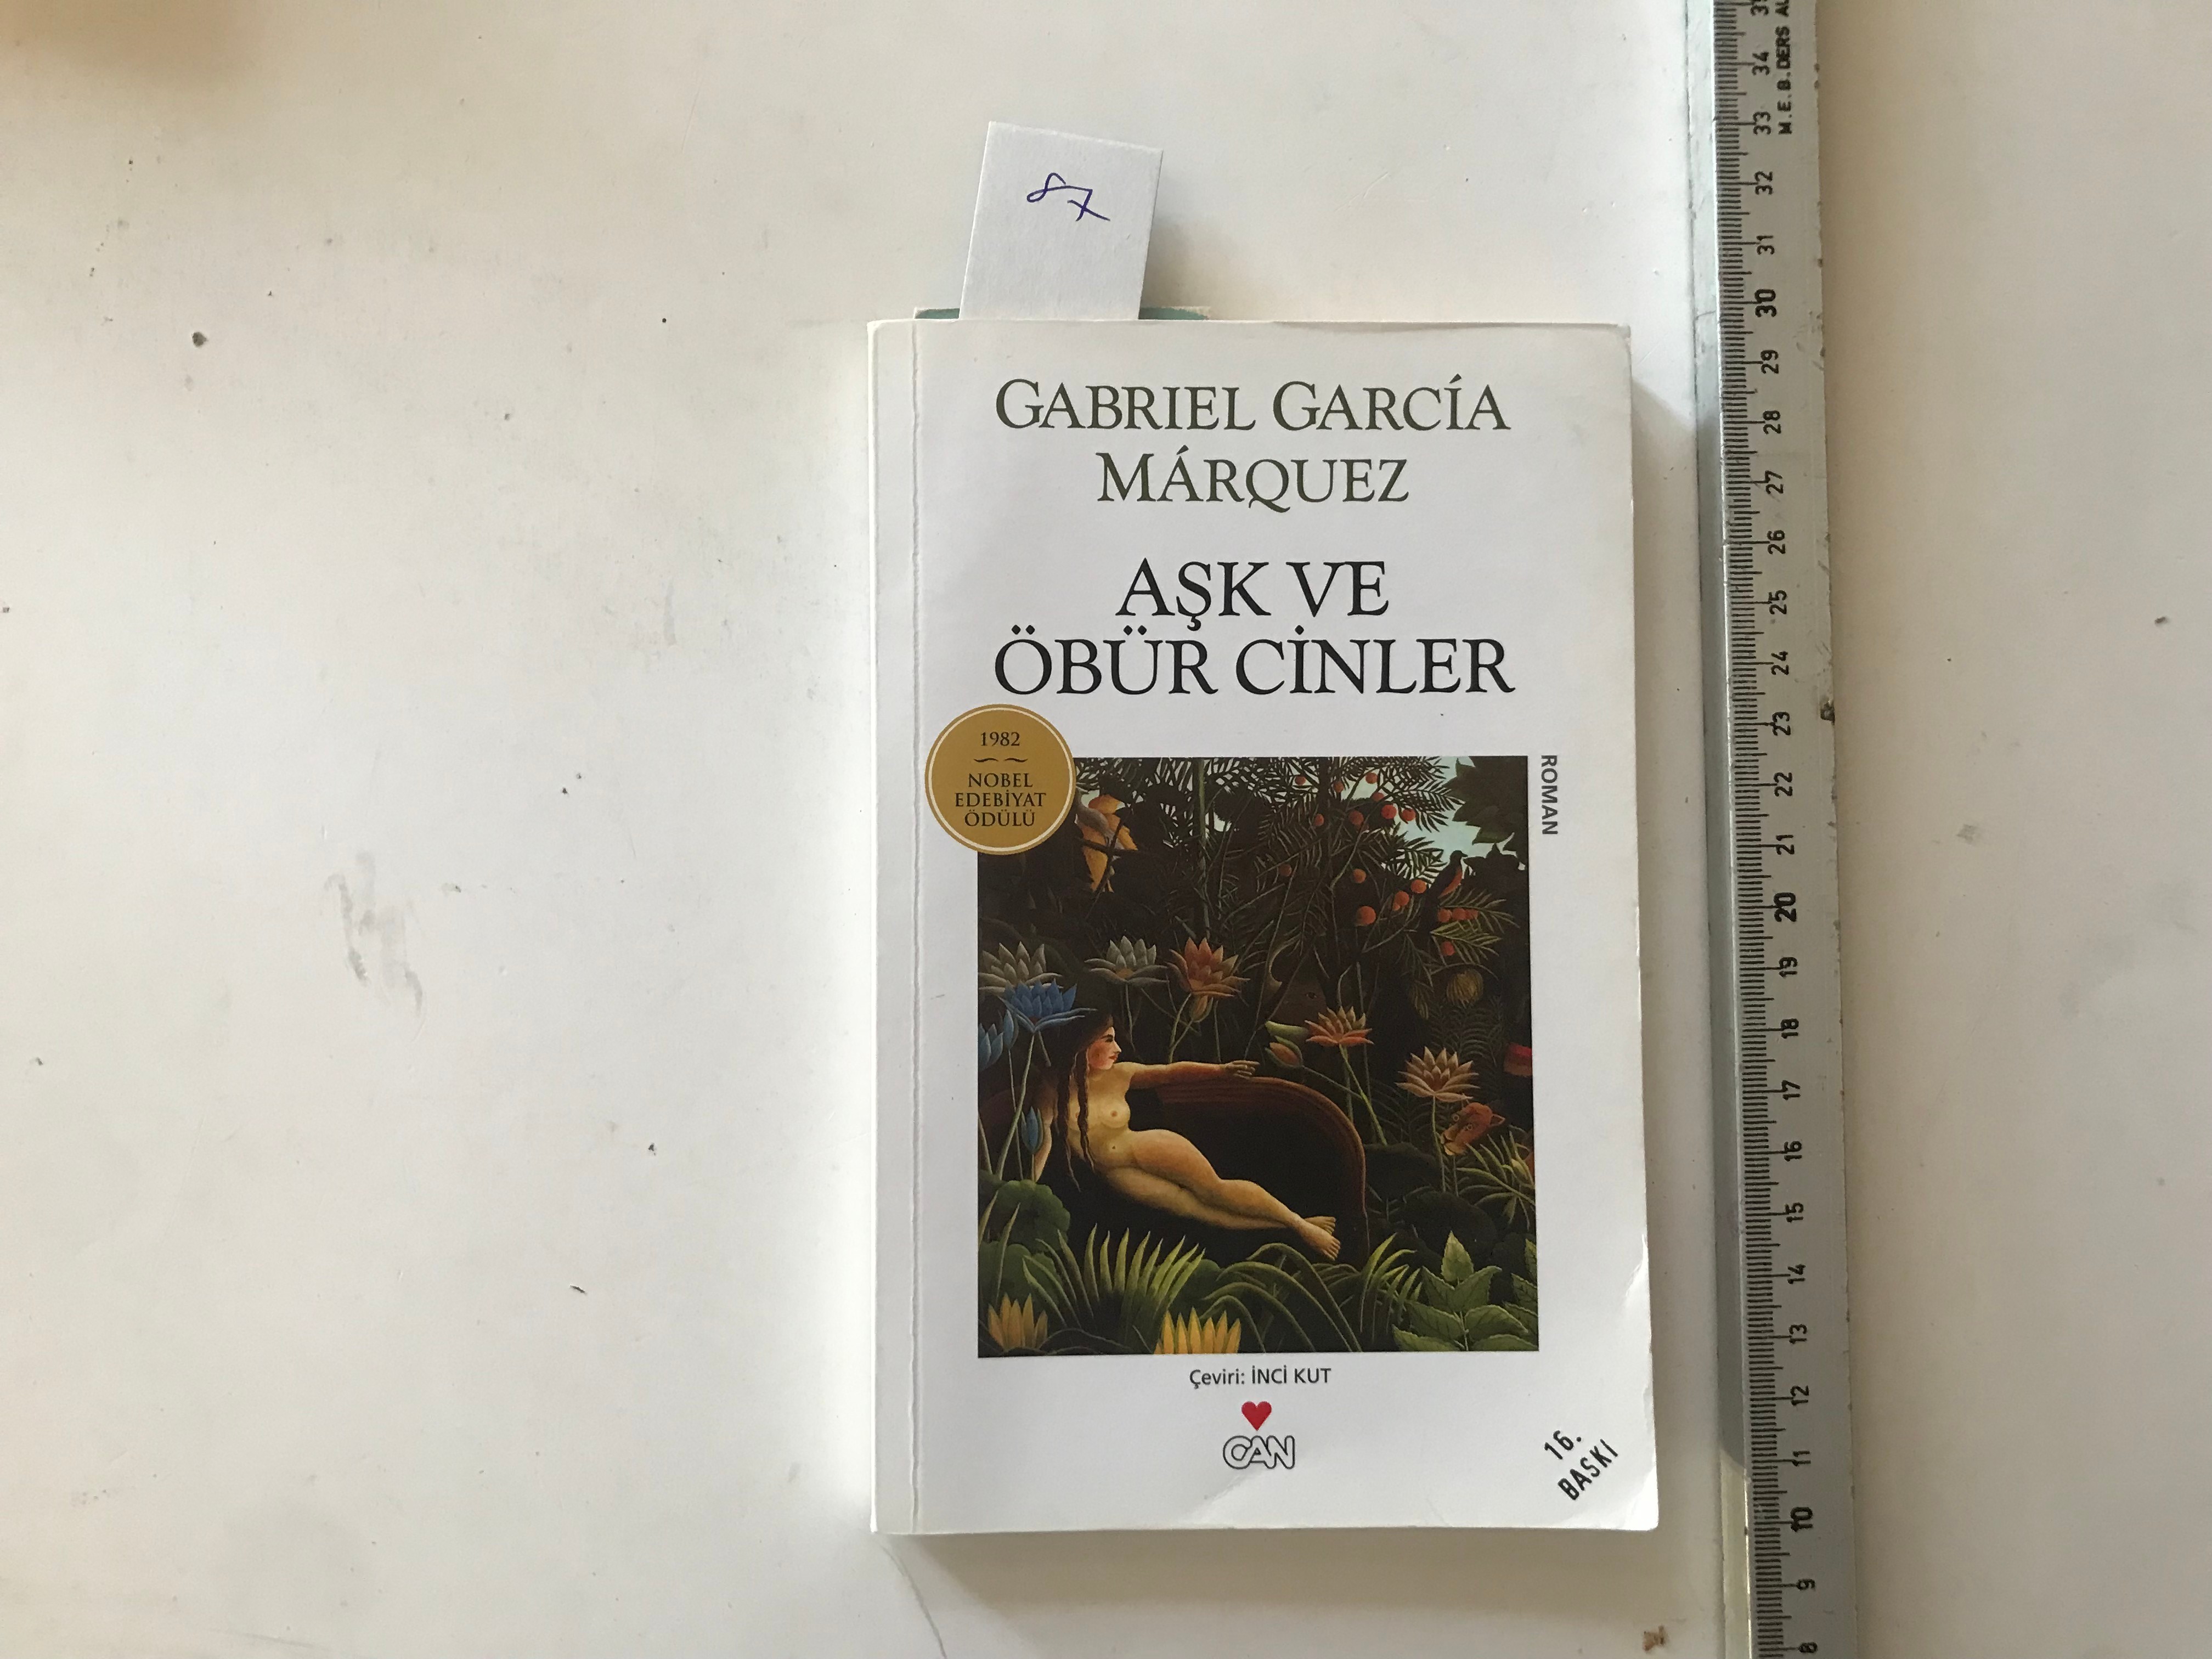 87
GABRIEL GARCÍA
MÁRQUEZ
AŞK VE
ÖBÜR CİNLER
1982
NOBEL
EDEBİYAT
ÖDÜLÜ
ROMAN
Çeviri: İNCİ KUT
CAN
16.
BASKI
34
33
32
31
30
29
28
27
26
25
24
23
22
21
20
19
18
17
16
15
14
13
12
11
10
9
8
M.E.B. DERS